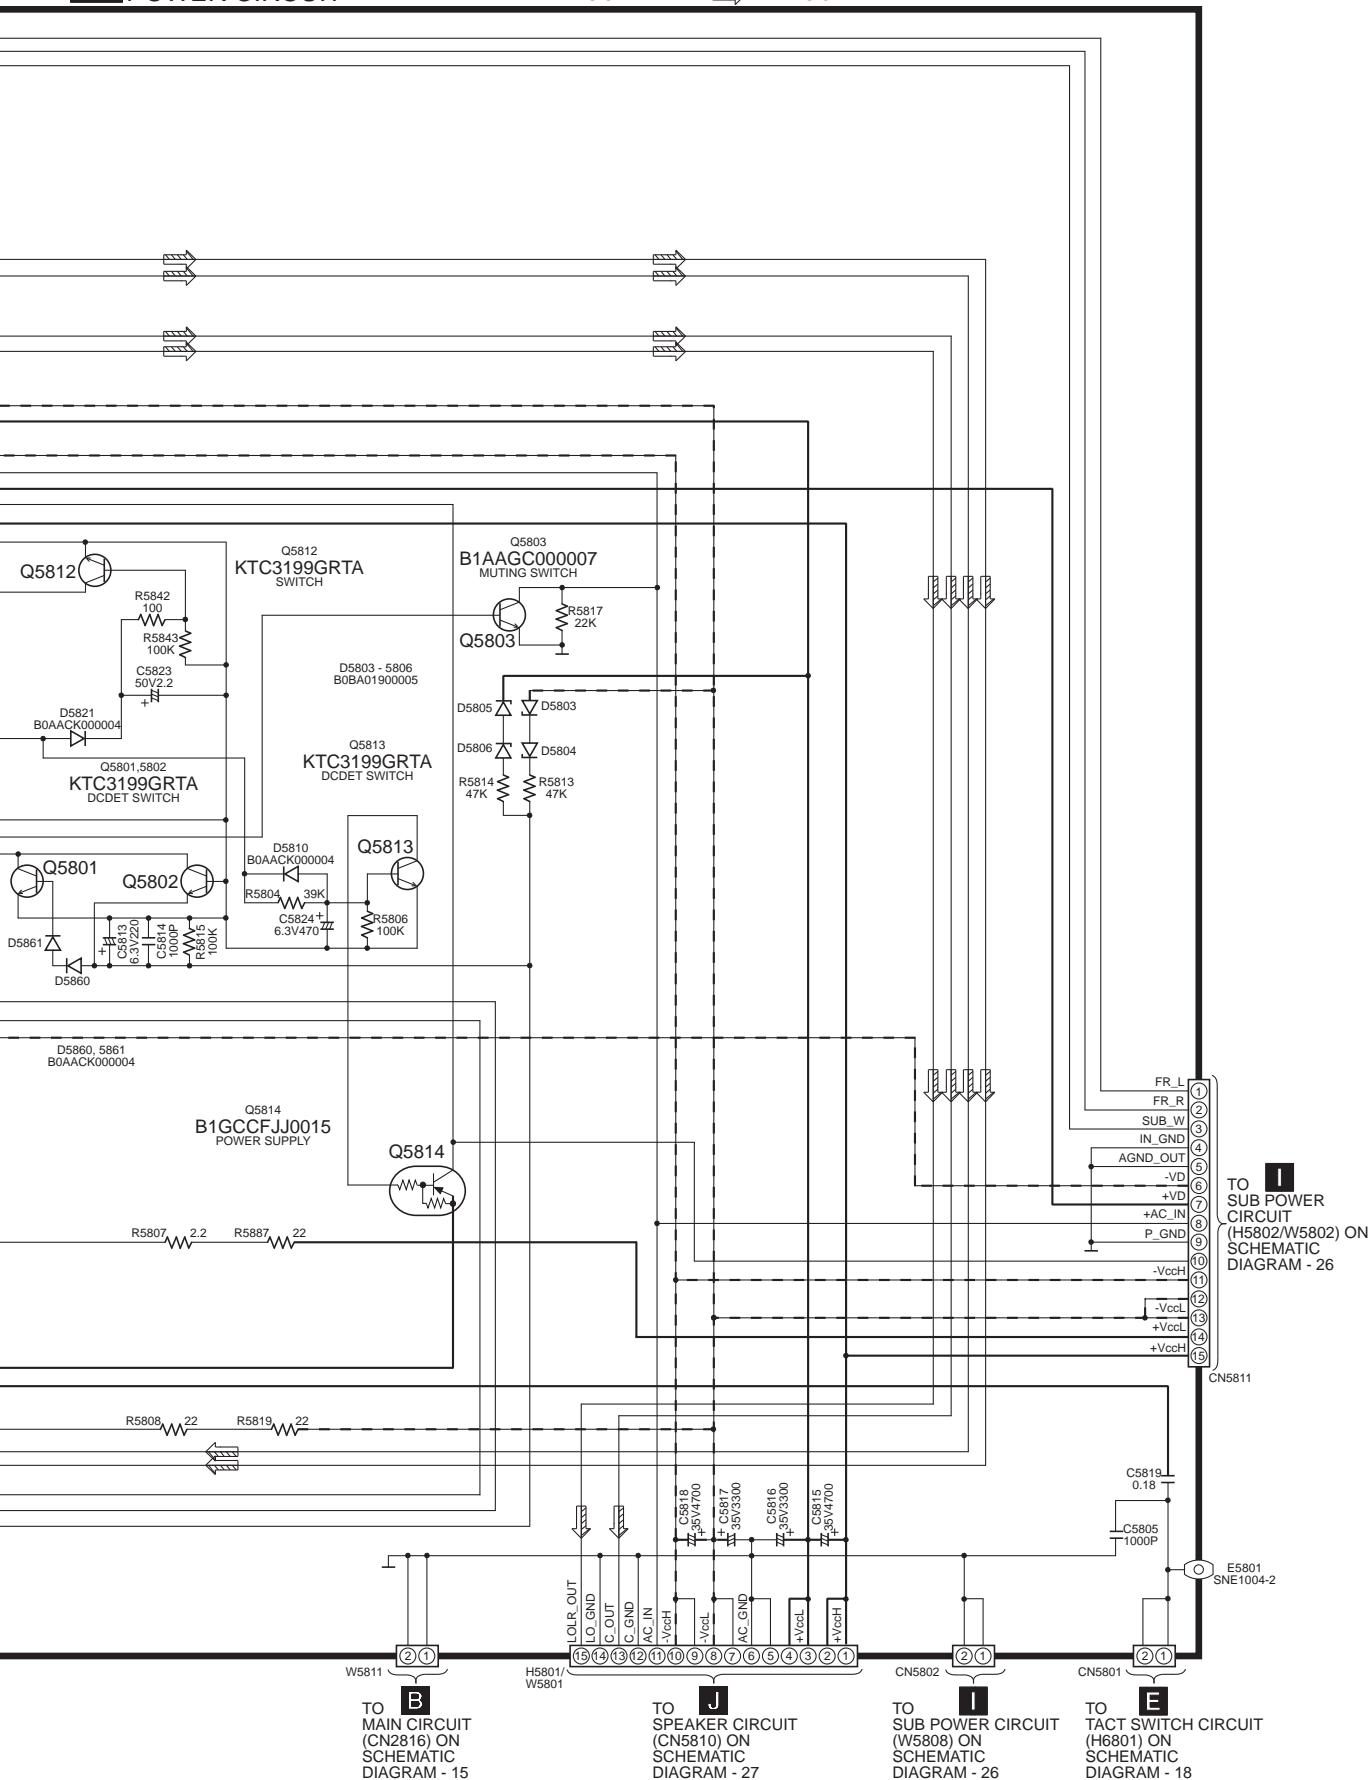 Q5812
Q5812
KTC3199GRTA
SWITCH
Q5803
B1AAGC000007
MUTING SWITCH
R5842
100
R5843
100K
R5817
22K
Q5803
C5823
50V2.2
+
D5803 - 5806
B0BA01900005
D5821
B0AACK000004
D5805
D5803
Q5801,5802
KTC3199GRTA
DCDET SWITCH
Q5813
KTC3199GRTA
DCDET SWITCH
D5806
D5804
R5814
47K
R5813
47K
Q5801
Q5802
D5810
B0AACK000004
Q5813
R5804
39K
C5824
6.3V470
+
R5806
100K
D5861
+
C5813
6.3V220
C5814
1000P
R5815
100K
D5860
D5860, 5861
B0AACK000004
Q5814
B1GCCFJJ0015
POWER SUPPLY
Q5814
R5807
2.2
R5887
22
FR_L
1
FR_R
2
SUB_W
3
IN_GND
4
AGND_OUT
5
-VD
6
+VD
7
+AC_IN
8
P_GND
9
10
-VccH
11
12
-VccL
13
+VccL
14
+VccH
15
CN5811
TO I
SUB POWER
CIRCUIT
(H5802/W5802) ON
SCHEMATIC
DIAGRAM - 26
R5808
22
R5819
22
C5819
0.18
C5805
1000P
C5818
35V4700
+
C5817
35V3300
+
C5816
35V3300
+
C5815
35V4700
+
E5801
SNE1004-2
LOLR_OUT
LO_GND
C_OUT
C_GND
AC_IN
-VccH
-VccL
AC_GND
+VccL
+VccH
2 1
W5811
15 14 13 12 11 10 9 8 7 6 5 4 3 2 1
H5801/
W5801
2 1
CN5802
2 1
CN5801
TO B
MAIN CIRCUIT
(CN2816) ON
SCHEMATIC
DIAGRAM - 15
TO J
SPEAKER CIRCUIT
(CN5810) ON
SCHEMATIC
DIAGRAM - 27
TO I
SUB POWER CIRCUIT
(W5808) ON
SCHEMATIC
DIAGRAM - 26
TO E
TACT SWITCH CIRCUIT
(H6801) ON
SCHEMATIC
DIAGRAM - 18